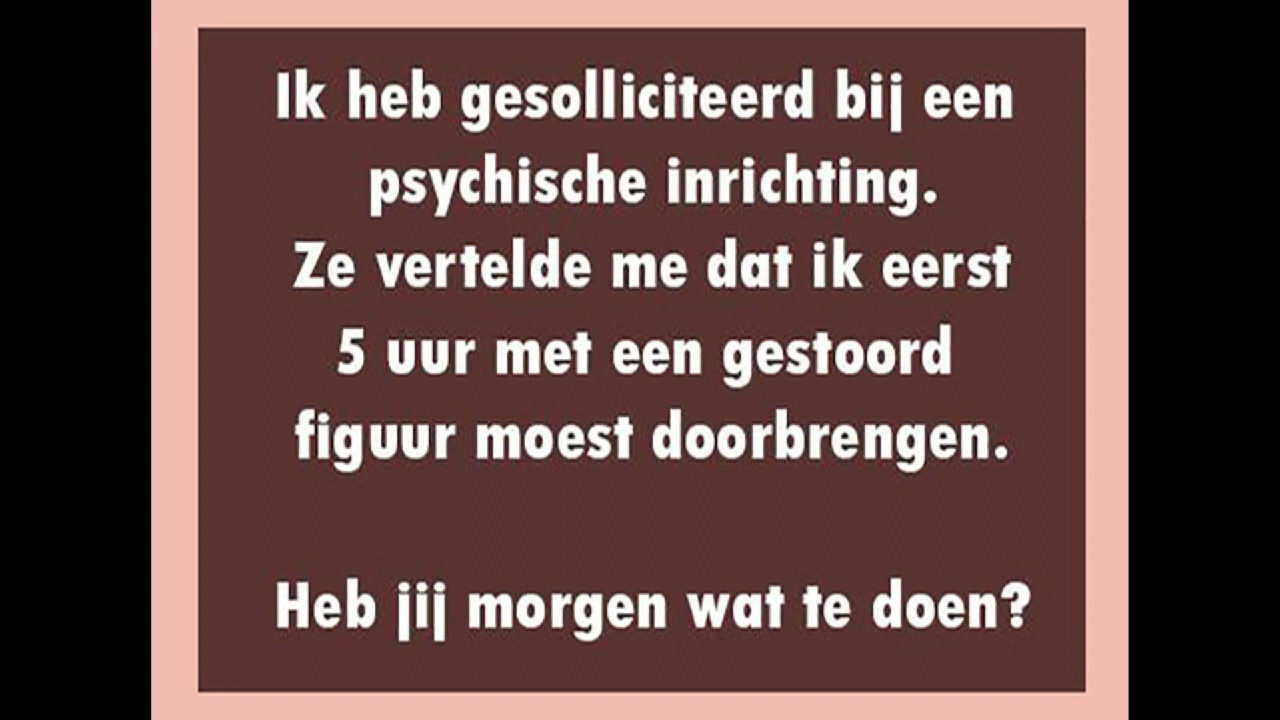 Ik heb gesolliciteerd bij een
psychische inrichting.
Ze vertelde me dat ik eerst
5 uur met een gestoord
figuur moest doorbrengen.
Heb jij morgen wat te doen?